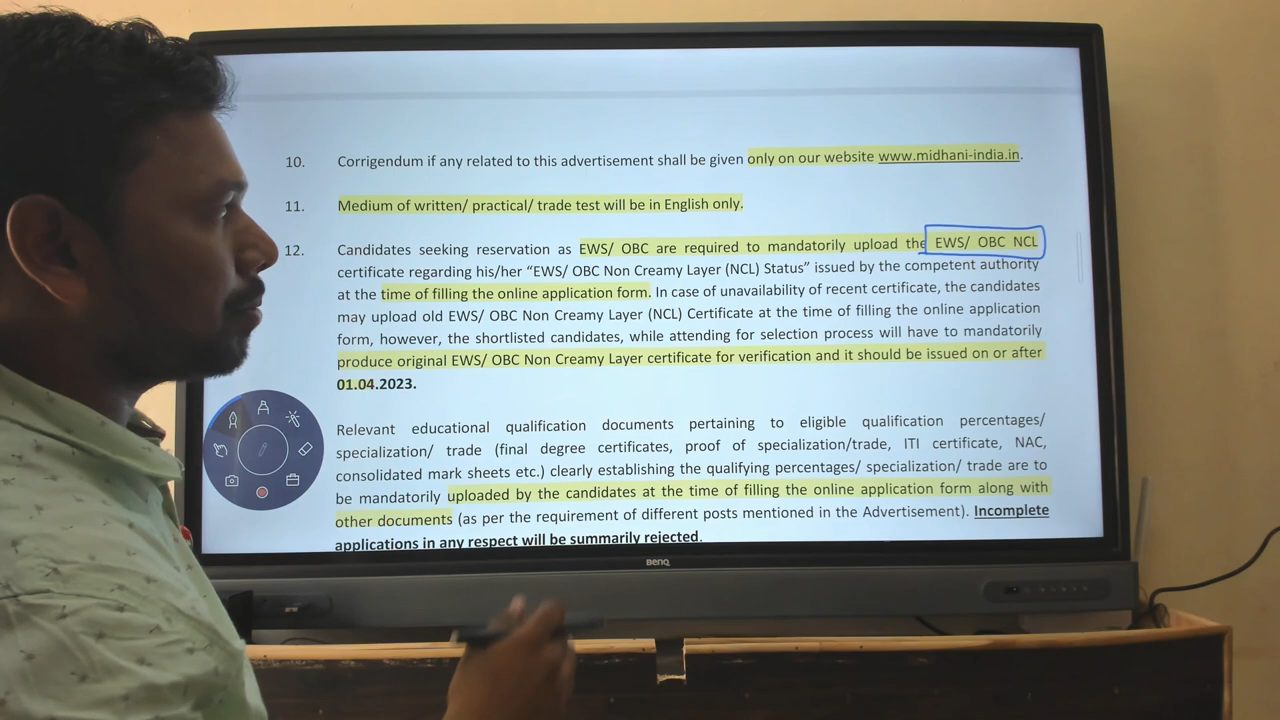 10. Corrigendum if any related to this advertisement shall be given only on our website www.midhani-india.in.
11. Medium of written/ practical/ trade test will be in English only.
12. Candidates seeking reservation as EWS/ OBC are required to mandatorily upload the EWS/ OBC NCL
certificate regarding his/her “EWS/ OBC Non Creamy Layer (NCL) Status” issued by the competent authority
at the time of filling the online application form. In case of unavailability of recent certificate, the candidates
may upload old EWS/ OBC Non Creamy Layer (NCL) Certificate at the time of filling the online application
form, however, the shortlisted candidates, while attending for selection process will have to mandatorily
produce original EWS/ OBC Non Creamy Layer certificate for verification and it should be issued on or after
01.04.2023.
Relevant educational qualification documents pertaining to eligible qualification percentages/
specialization/ trade (final degree certificates, proof of specialization/trade, ITI certificate, NAC,
consolidated mark sheets etc.) clearly establishing the qualifying percentages/ specialization/ trade are to
be mandatorily uploaded by the candidates at the time of filling the online application form along with
other documents (as per the requirement of different posts mentioned in the Advertisement). Incomplete
applications in any respect will be summarily rejected.
BenQ